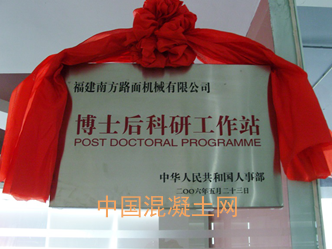 福建南方路面机械有限公司
博士后科研工作站
POST DOCTORAL PROGRAMME
中华人民共和国人事部
二〇〇六年五月二十三日
中国混凝土网